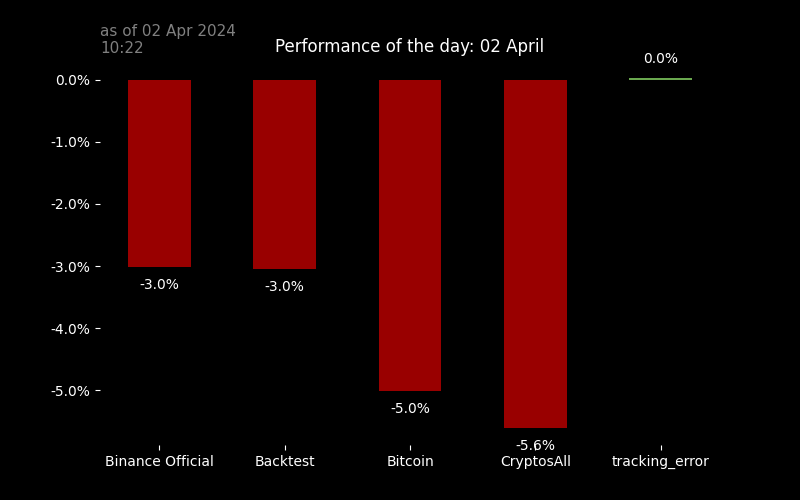 as of 02 Apr 2024
10:22
Performance of the day: 02 April
0.0%
0.0%
-1.0%
-2.0%
-3.0%
-3.0%
-3.0%
-4.0%
-5.0%
-5.0%
-5.6%
Binance Official
Backtest
Bitcoin
CryptosAll
tracking_error